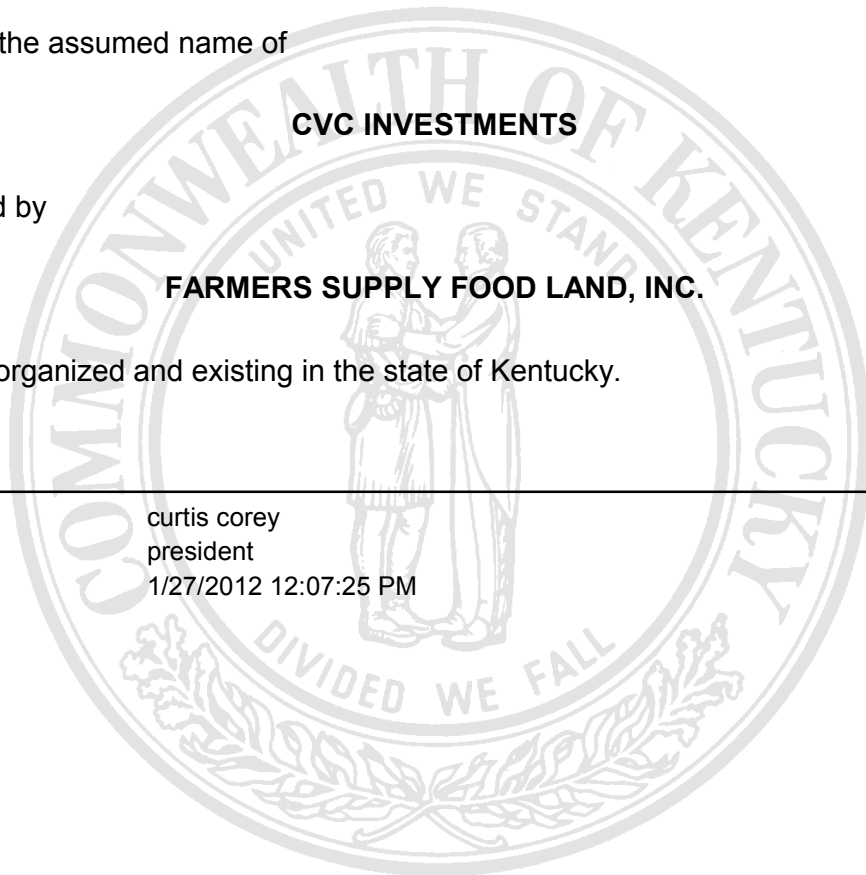 the assumed name of
CVC INVESTMENTS
d by
FARMERS SUPPLY FOOD LAND, INC.
organized and existing in the state of Kentucky.
curtis corey
president
1/27/2012 12:07:25 PM
COMMONWEALTH OF KENTUCKY
UNITED WE STAND
DIVIDED WE FALL